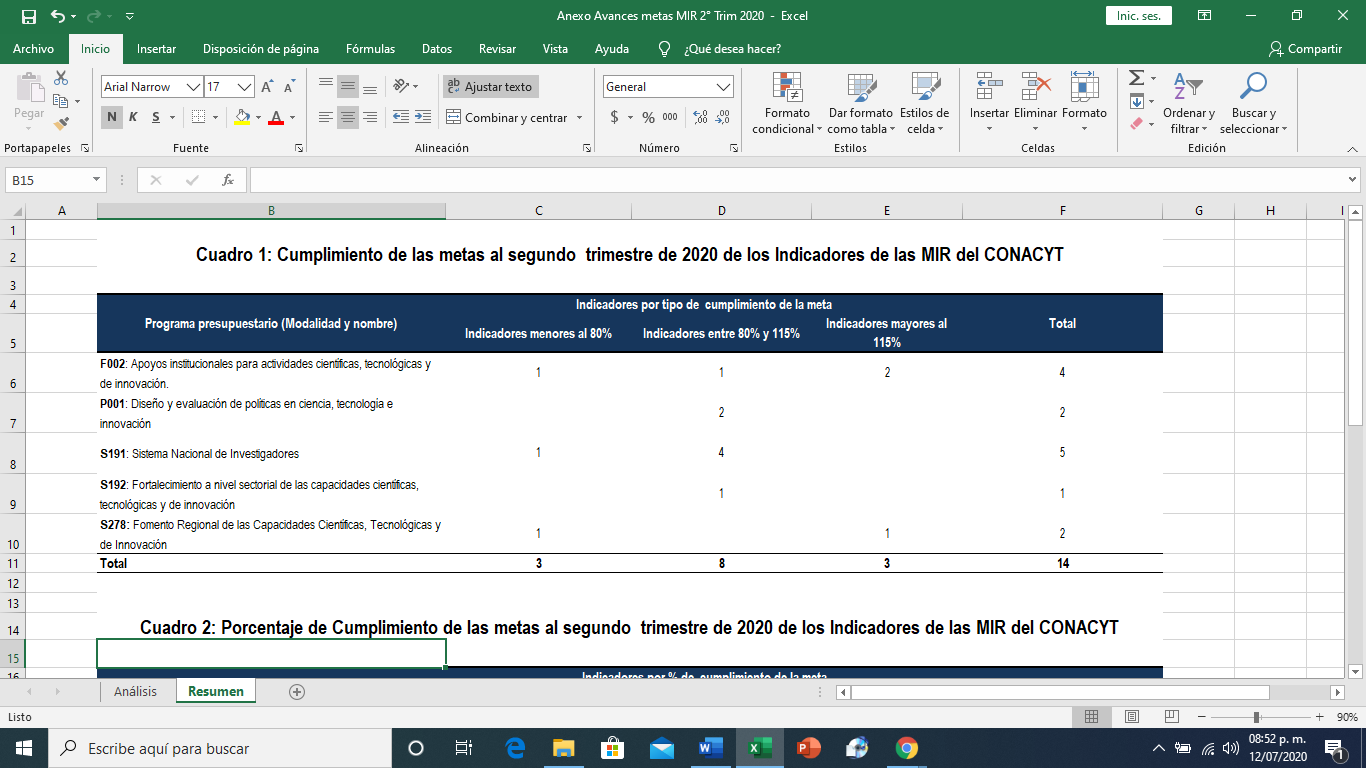 Anexo Avances metas MIR 2° Trim 2020 - Excel
Inic. ses.
Archivo Inicio Insertar Disposición de página Fórmulas Datos Revisar Vista Ayuda ¿Qué desea hacer? Compartir
Pegar
Arial Narrow 17
Ajustar texto
General
N K S
Combinar y centrar
$ % 000
Formato condicional
Dar formato como tabla
Estilos de celda
Insertar Eliminar Formato
Ordenar y filtrar
Buscar y seleccionar
Portapapeles Fuente Alineación Número Estilos Celdas Edición
B15 fx
A B C D E F G H I
1
2 Cuadro 1: Cumplimiento de las metas al segundo trimestre de 2020 de los Indicadores de las MIR del CONACYT
3
4 Indicadores por tipo de cumplimiento de la meta
Programa presupuestario (Modalidad y nombre) Indicadores menores al 80% Indicadores entre 80% y 115% Indicadores mayores al Total
5 115%
F002: Apoyos institucionales para actividades científicas, tecnológicas y 1 1 2 4
6 de innovación.
P001: Diseño y evaluación de políticas en ciencia, tecnología e 2 2
7 innovación
8 S191: Sistema Nacional de Investigadores 1 4 5
S192: Fortalecimiento a nivel sectorial de las capacidades científicas, 1 1
9 tecnológicas y de innovación
S278: Fomento Regional de las Capacidades Científicas, Tecnológicas y 1 1 2
10 de Innovación
11 Total 3 8 3 14
12
13
14 Cuadro 2: Porcentaje de Cumplimiento de las metas al segundo trimestre de 2020 de los Indicadores de las MIR del CONACYT
15
16 Indicadores por % de cumplimiento de la meta
Análisis Resumen
Listo 90%
Escribe aquí para buscar
08:52 p. m.
12/07/2020
1